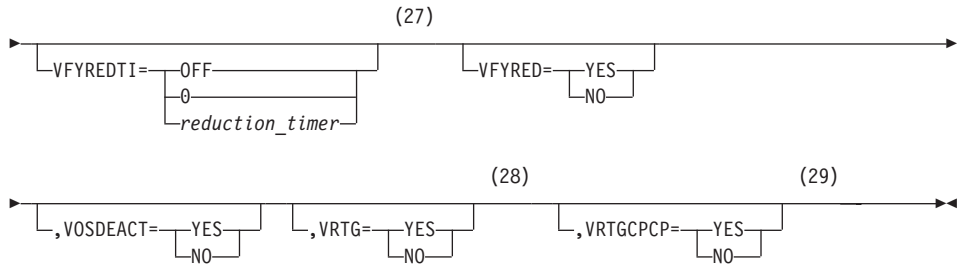 (27)
VFYREDTI= OFF VFYRED= YES
0 NO
reduction_timer
(28) (29)
,VOSDEACT= YES ,VRTG= YES ,VRTGCPCP= YES
NO NO NO